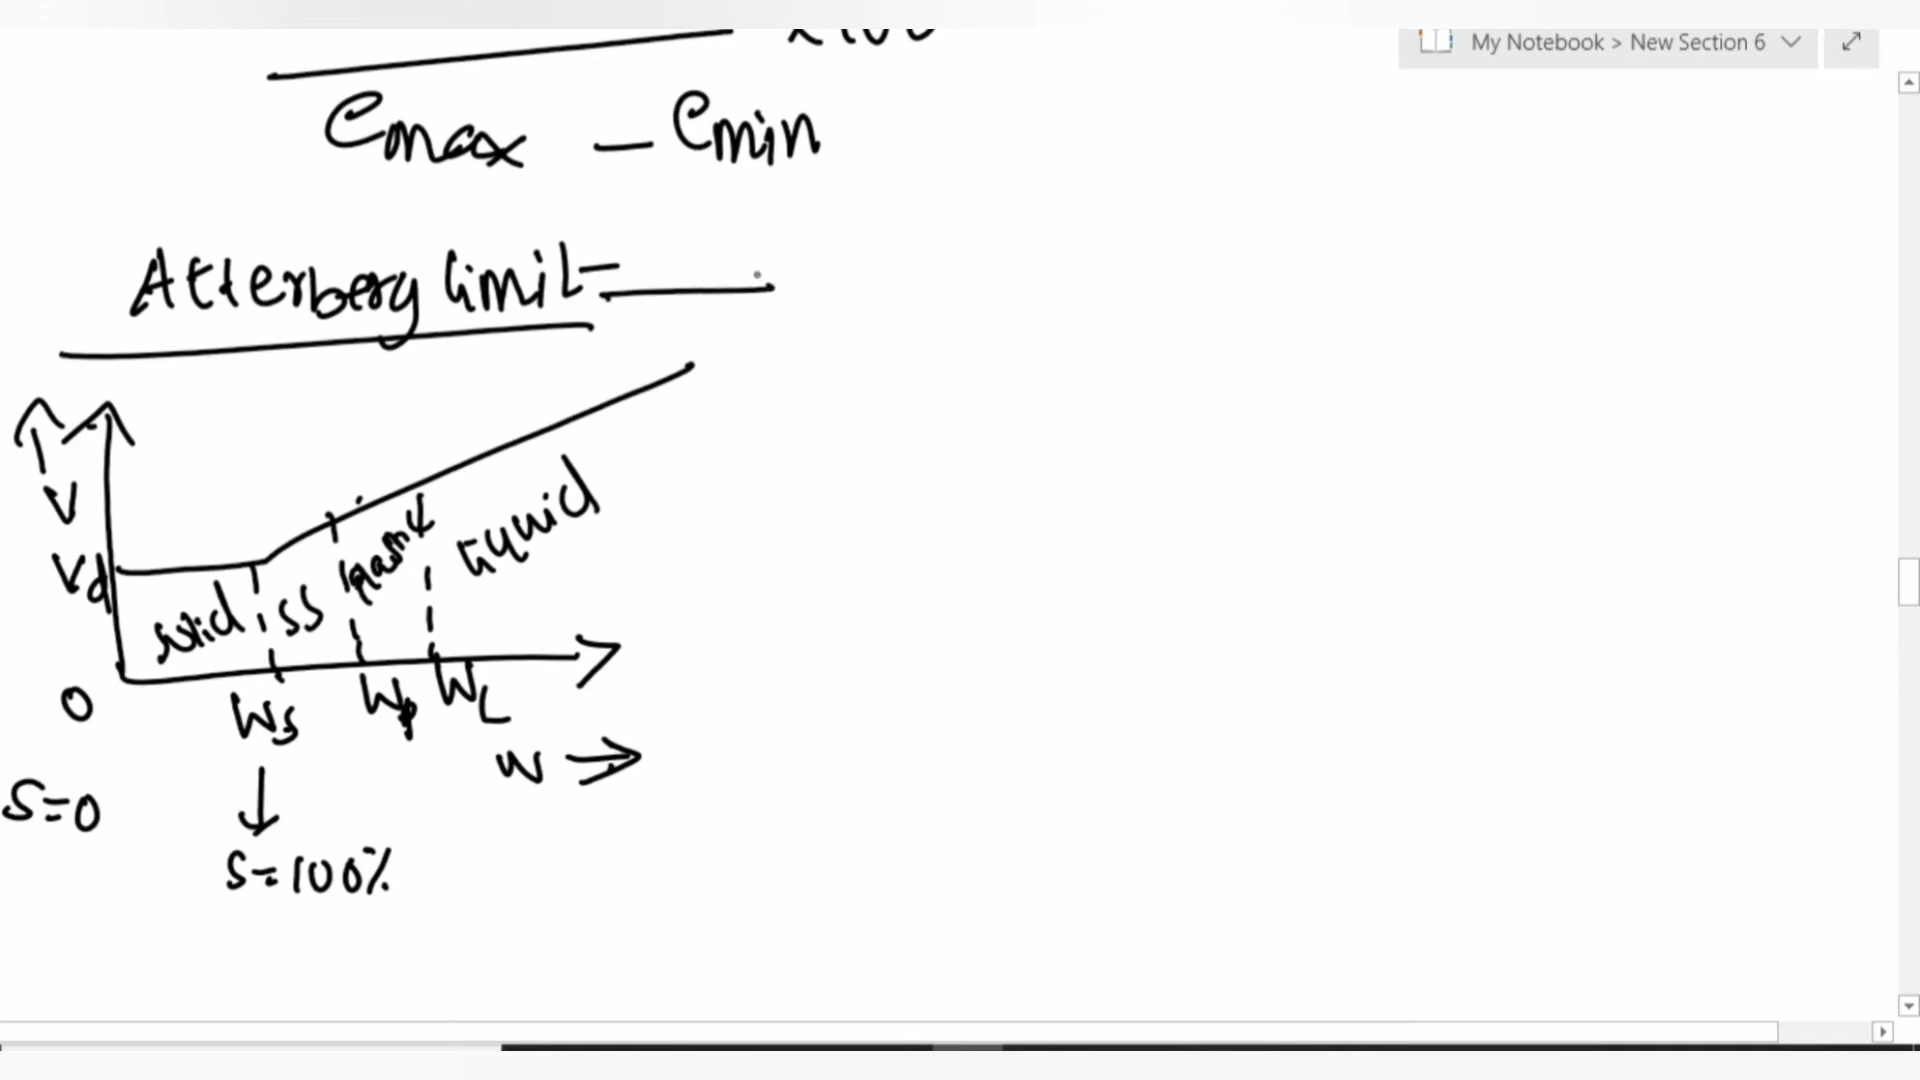 x100
My Notebook > New Section 6
emax - emin
Atterberg limit =
V
Vd
solid
SS
plastic
liquid
0
Ws
Wp
WL
W
S=0
S=100%